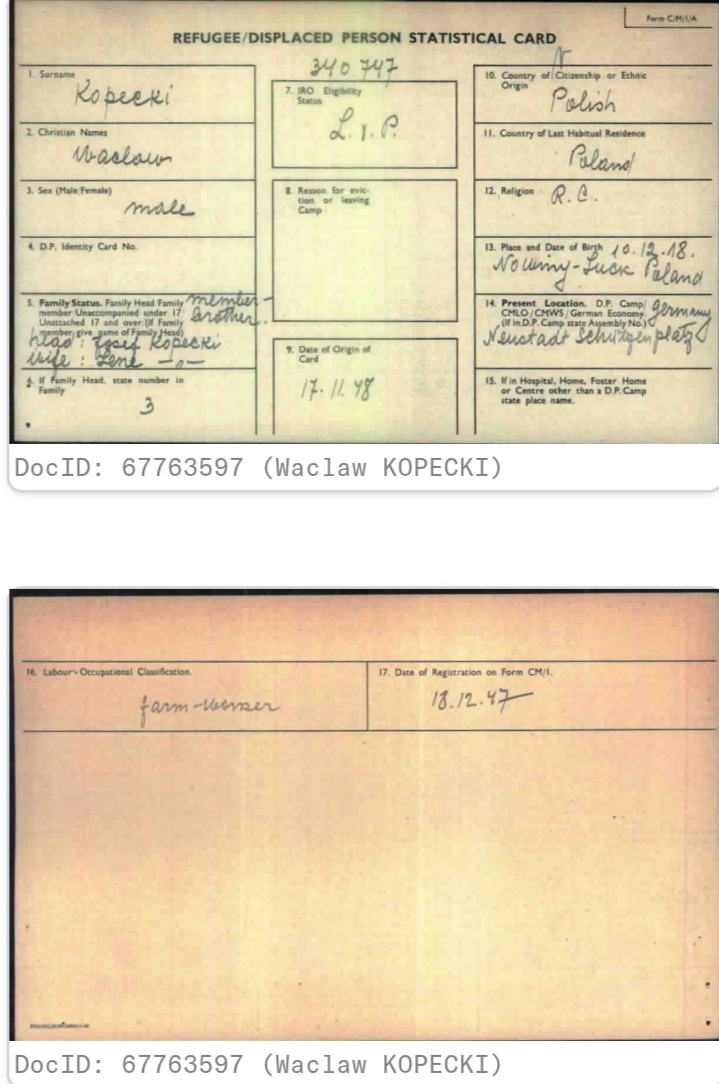 Form C/M/1/A
REFUGEE/DISPLACED PERSON STATISTICAL CARD
340 747
N
1. Surname
Kopecki
2. Christian Names
Waclaw
3. Sex (Male/Female)
male
4. D.P. Identity Card No.
5. Family Status. Family Head Family member -
member Unaccompanied under 17 brother.
Unattached 17 and over (If Family
member, give name of Family Head)
head : Josef Kopecki
wife : Lene —"—
6. If Family Head, state number in
Family
3
7. IRO Eligibility
Status
L.I.P.
8. Reason for evic-
tion or leaving
Camp
9. Date of Origin of
Card
17. 11. 48
10. Country of Citizenship or Ethnic
Origin
Polish
11. Country of Last Habitual Residence
Poland
12. Religion R.C.
13. Place and Date of Birth 10.12.18.
Nowiny-Luck Poland
14. Present Location. D.P. Camp/ Germany
CMLO/CMWS/German Economy.
(If in D.P. Camp state Assembly No.)
Neustadt Schützenplatz
15. If in Hospital, Home, Foster Home
or Centre other than a D.P. Camp
state place name.
DocID: 67763597 (Waclaw KOPECKI)
16. Labour-Occupational Classification.
farm-worker
17. Date of Registration on Form CM/1.
18.12.47
DocID: 67763597 (Waclaw KOPECKI)